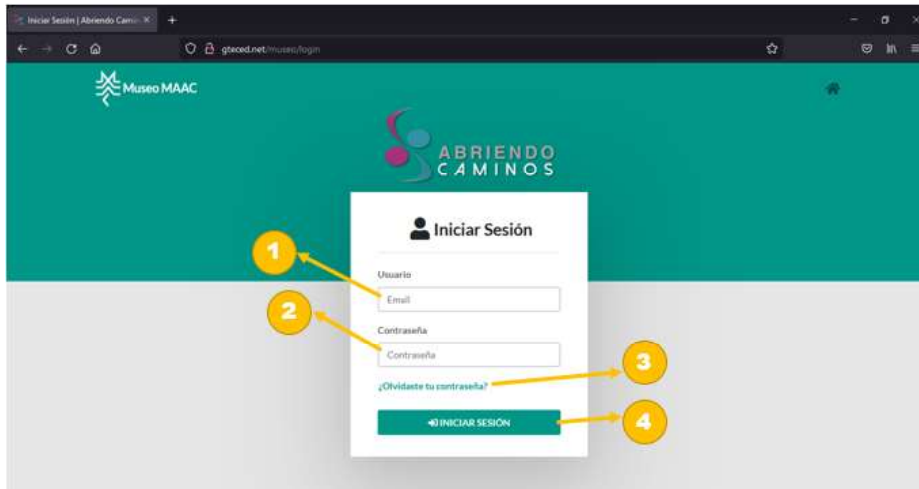 Iniciar Sesión | Abriendo Camin
gteced.net/museo/login
Museo MAAC
ABRIENDO
CAMINOS
Iniciar Sesión
1
Usuario
Email
2
Contraseña
Contraseña
3
¿Olvidaste tu contraseña?
4
INICIAR SESIÓN